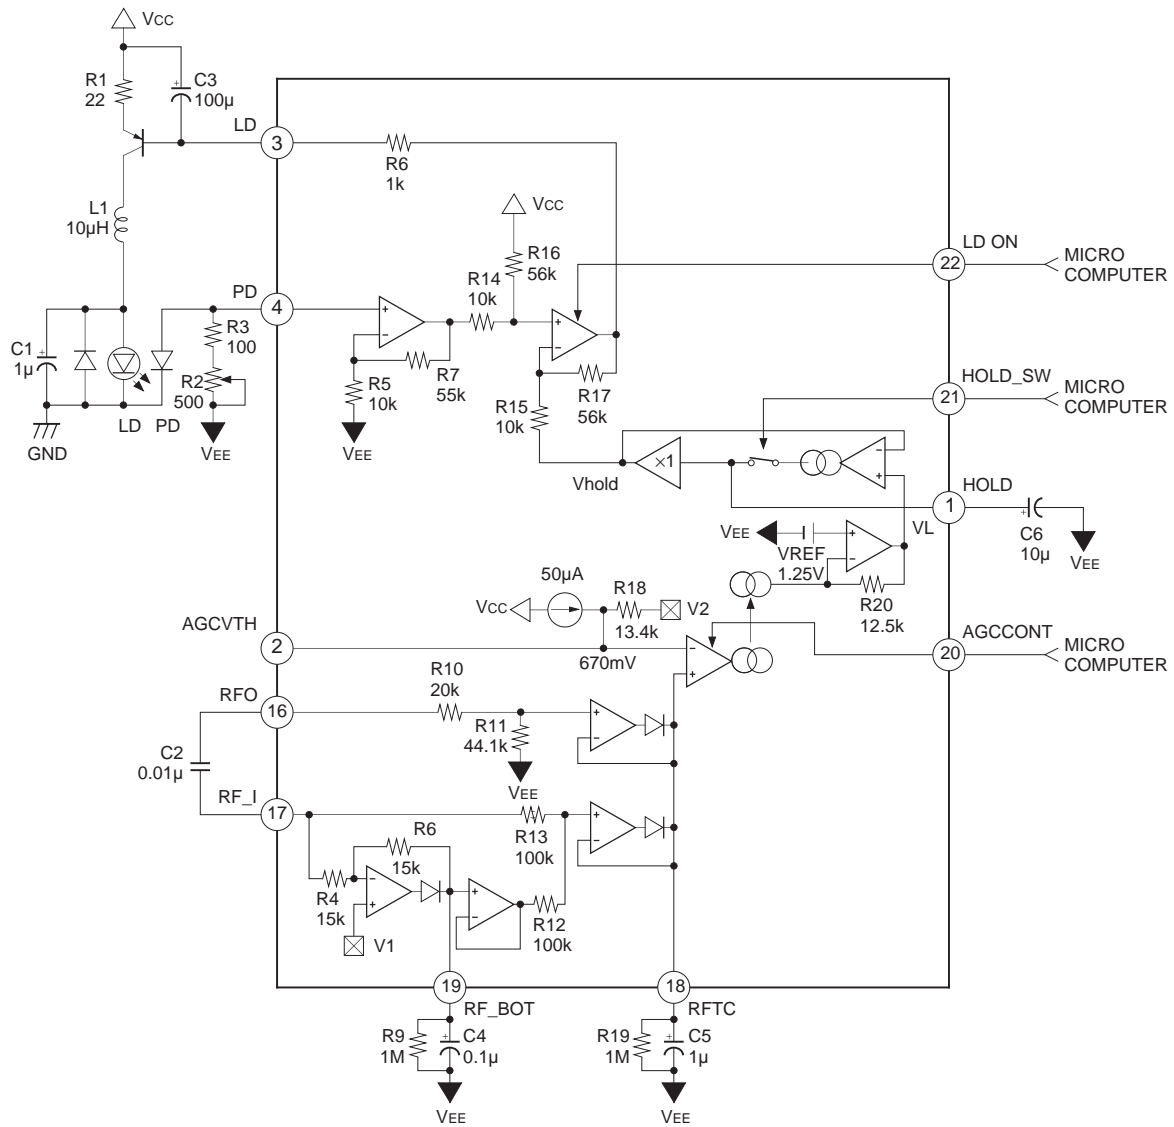 VCC
R1
22
C3
100µ
LD
3
R6
1k
L1
10µH
VCC
R16
56k
R14
10k
LD ON
22
MICRO
COMPUTER
PD
4
R3
100
C1
1µ
R2
500
LD PD
GND
VEE
R5
10k
R7
55k
VEE
R15
10k
R17
56k
HOLD_SW
21
MICRO
COMPUTER
×1
Vhold
HOLD
1
C6
10µ
VEE
VL
VEE
VREF
1.25V
R20
12.5k
50µA
VCC
R18
13.4k
V2
AGCVTH
2
670mV
AGCCONT
20
MICRO
COMPUTER
RFO
16
R10
20k
R11
44.1k
VEE
C2
0.01µ
RF_I
17
R13
100k
R6
15k
R4
15k
V1
R12
100k
19
RF_BOT
18
RFTC
R9
1M
C4
0.1µ
VEE
R19
1M
C5
1µ
VEE